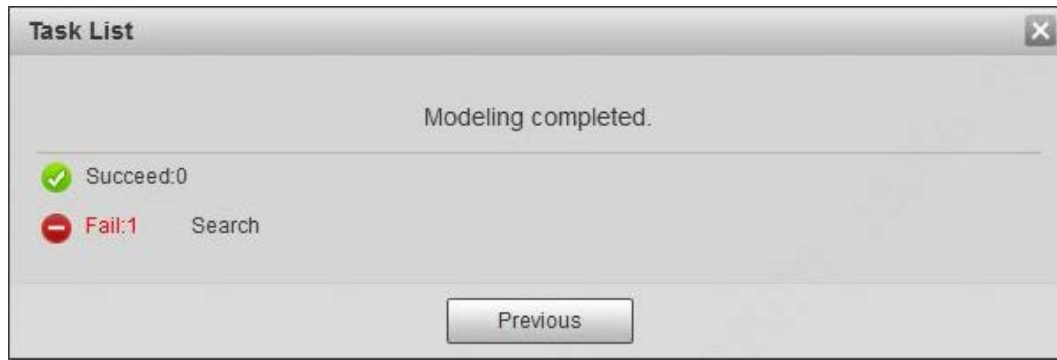 Task List
Modeling completed.
Succeed:0
Fail:1 Search
Previous